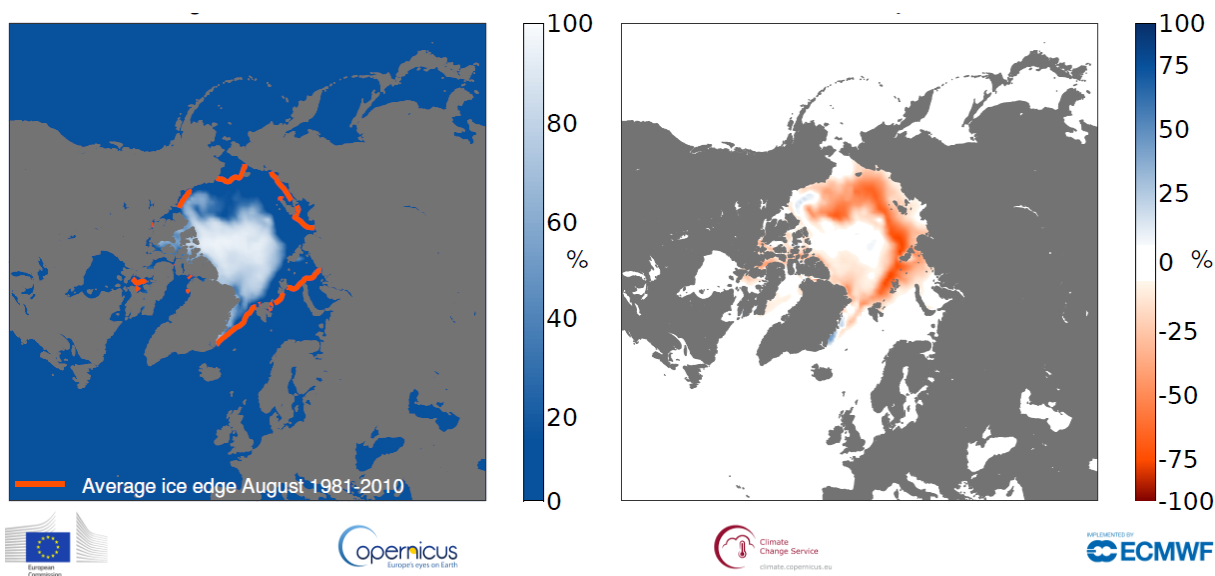 100
80
60
%
40
20
0
Average ice edge August 1981-2010
100
75
50
25
0 %
-25
-50
-75
-100
European
Commission
opernicus
Europe's eyes on Earth
Climate
Change Service
climate.copernicus.eu
IMPLEMENTED BY
ECMWF